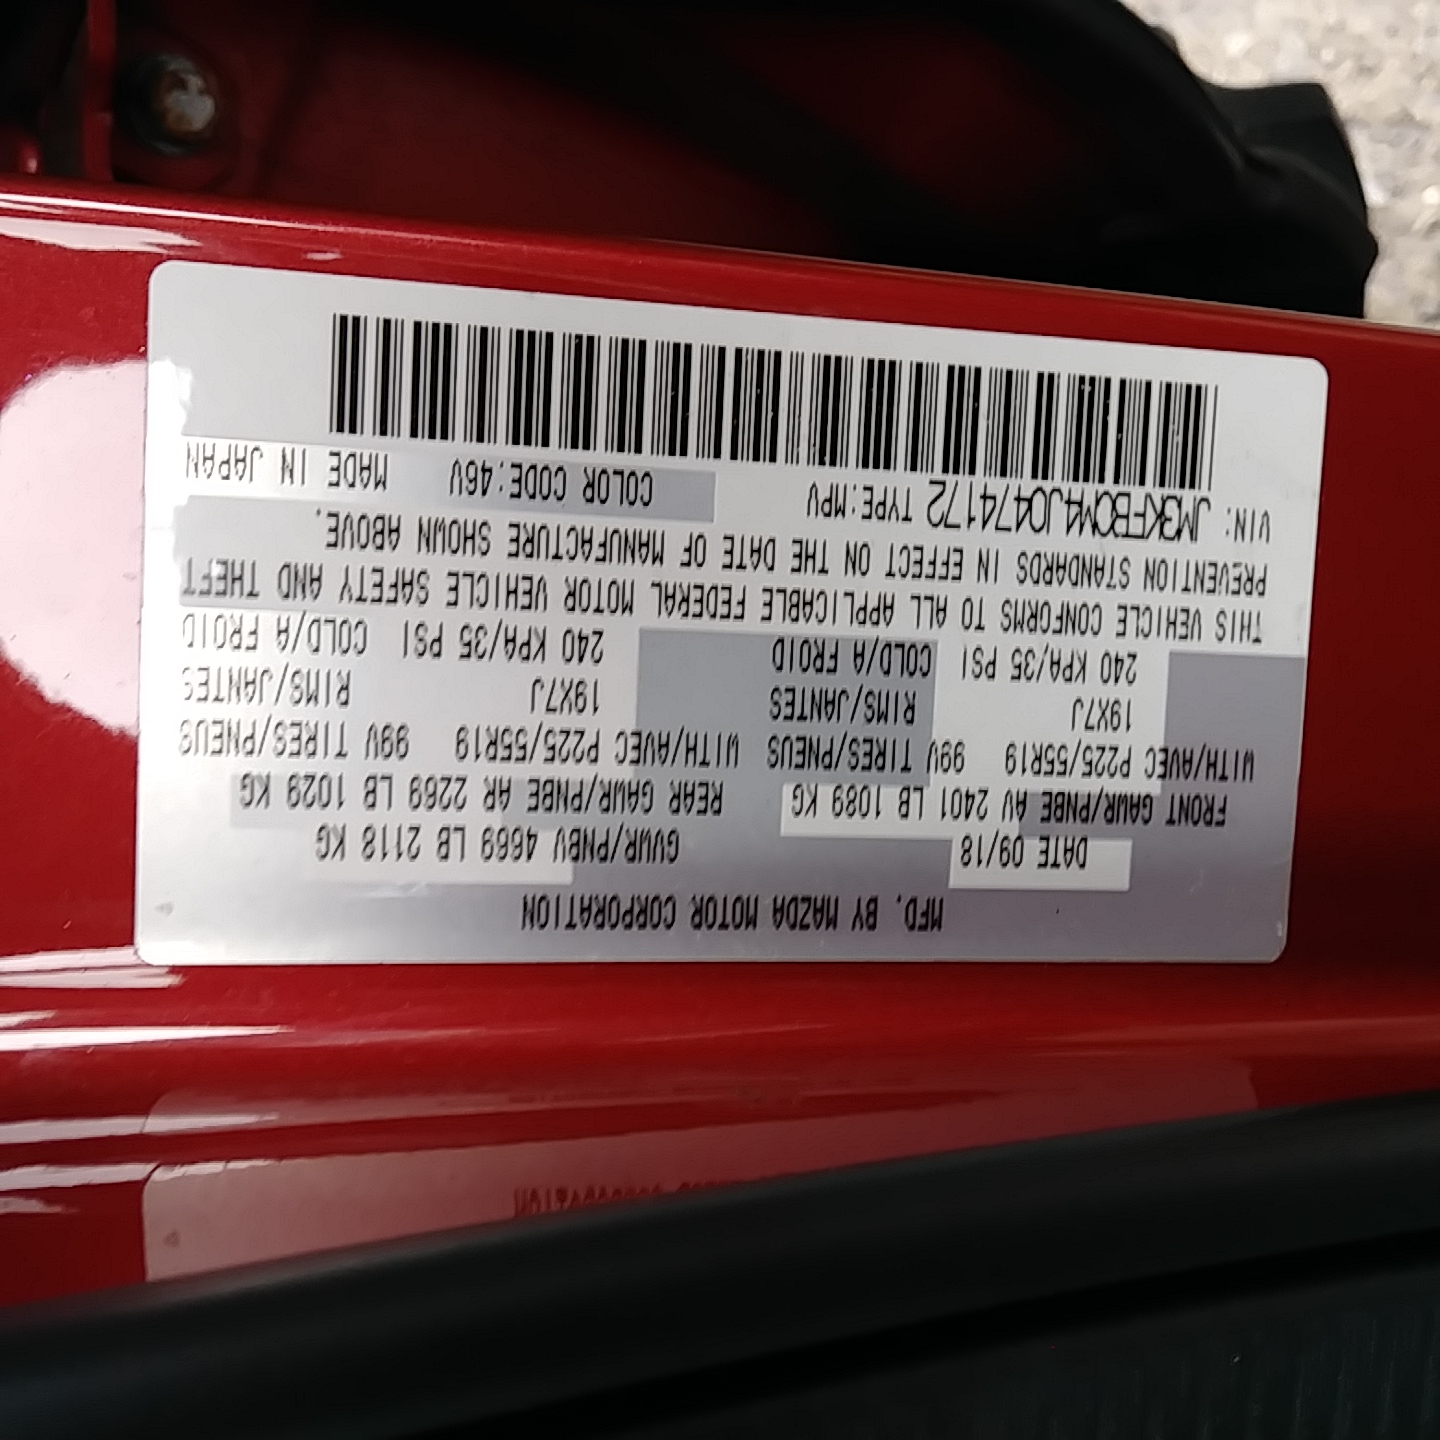 MFD. BY MAZDA MOTOR CORPORATION
DATE 09/18 GVWR/PNBV 4669 LB 2118 KG
FRONT GAWR/PNBE AV 2401 LB 1089 KG REAR GAWR/PNBE AR 2269 LB 1029 KG
WITH/AVEC P225/55R19 99V TIRES/PNEUS WITH/AVEC P225/55R19 99V TIRES/PNEUS
19X7J RIMS/JANTES 19X7J RIMS/JANTES
240 KPA/35 PSI COLD/A FROID 240 KPA/35 PSI COLD/A FROID
THIS VEHICLE CONFORMS TO ALL APPLICABLE FEDERAL MOTOR VEHICLE SAFETY AND THEFT
PREVENTION STANDARDS IN EFFECT ON THE DATE OF MANUFACTURE SHOWN ABOVE.
VIN: JM3KFBCM4J0474172 TYPE:MPV COLOR CODE:46V MADE IN JAPAN